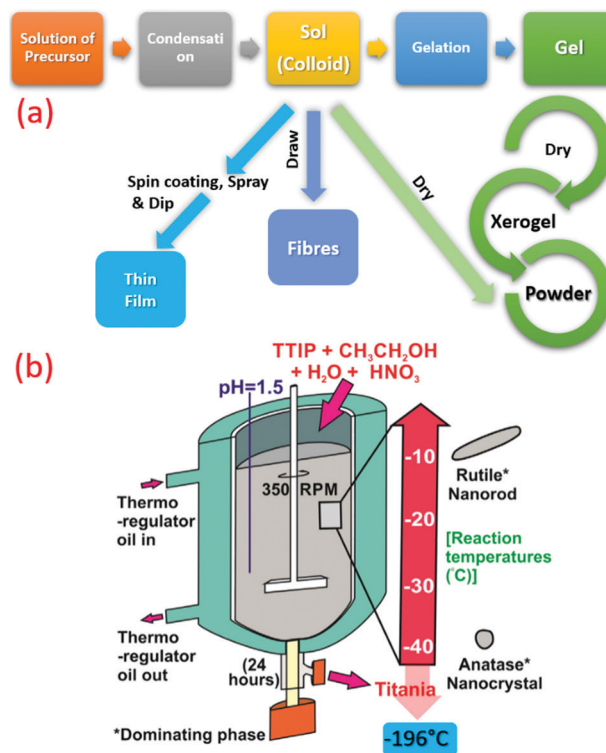 Solution of
Precursor
Condensati
on
Sol
(Colloid)
Gelation
Gel
(a)
Spin coating, Spray
& Dip
Draw
Dry
Dry
Xerogel
Powder
Thin
Film
Fibres
(b)
TTIP + CH₃CH₂OH
+ H₂O + HNO₃
pH=1.5
350 RPM
Thermo
-regulator
oil in
Thermo
-regulator
oil out
(24
hours)
*Dominating phase
Titania
-10
-20
-30
-40
Rutile*
Nanorod
[Reaction
temperatures
(°C)]
Anatase*
Nanocrystal
-196°C